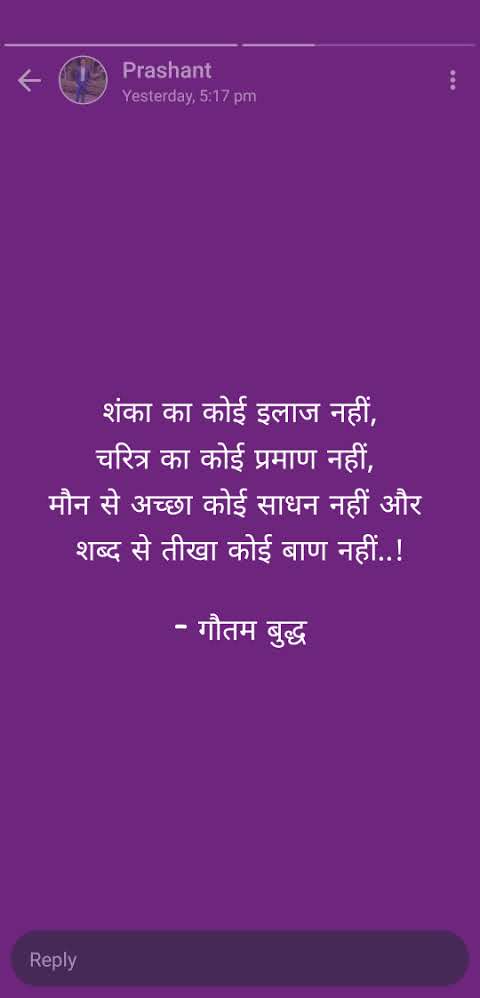 Prashant
Yesterday, 5:17 pm
शंका का कोई इलाज नहीं,
चरित्र का कोई प्रमाण नहीं,
मौन से अच्छा कोई साधन नहीं और
शब्द से तीखा कोई बाण नहीं..!
- गौतम बुद्ध
Reply